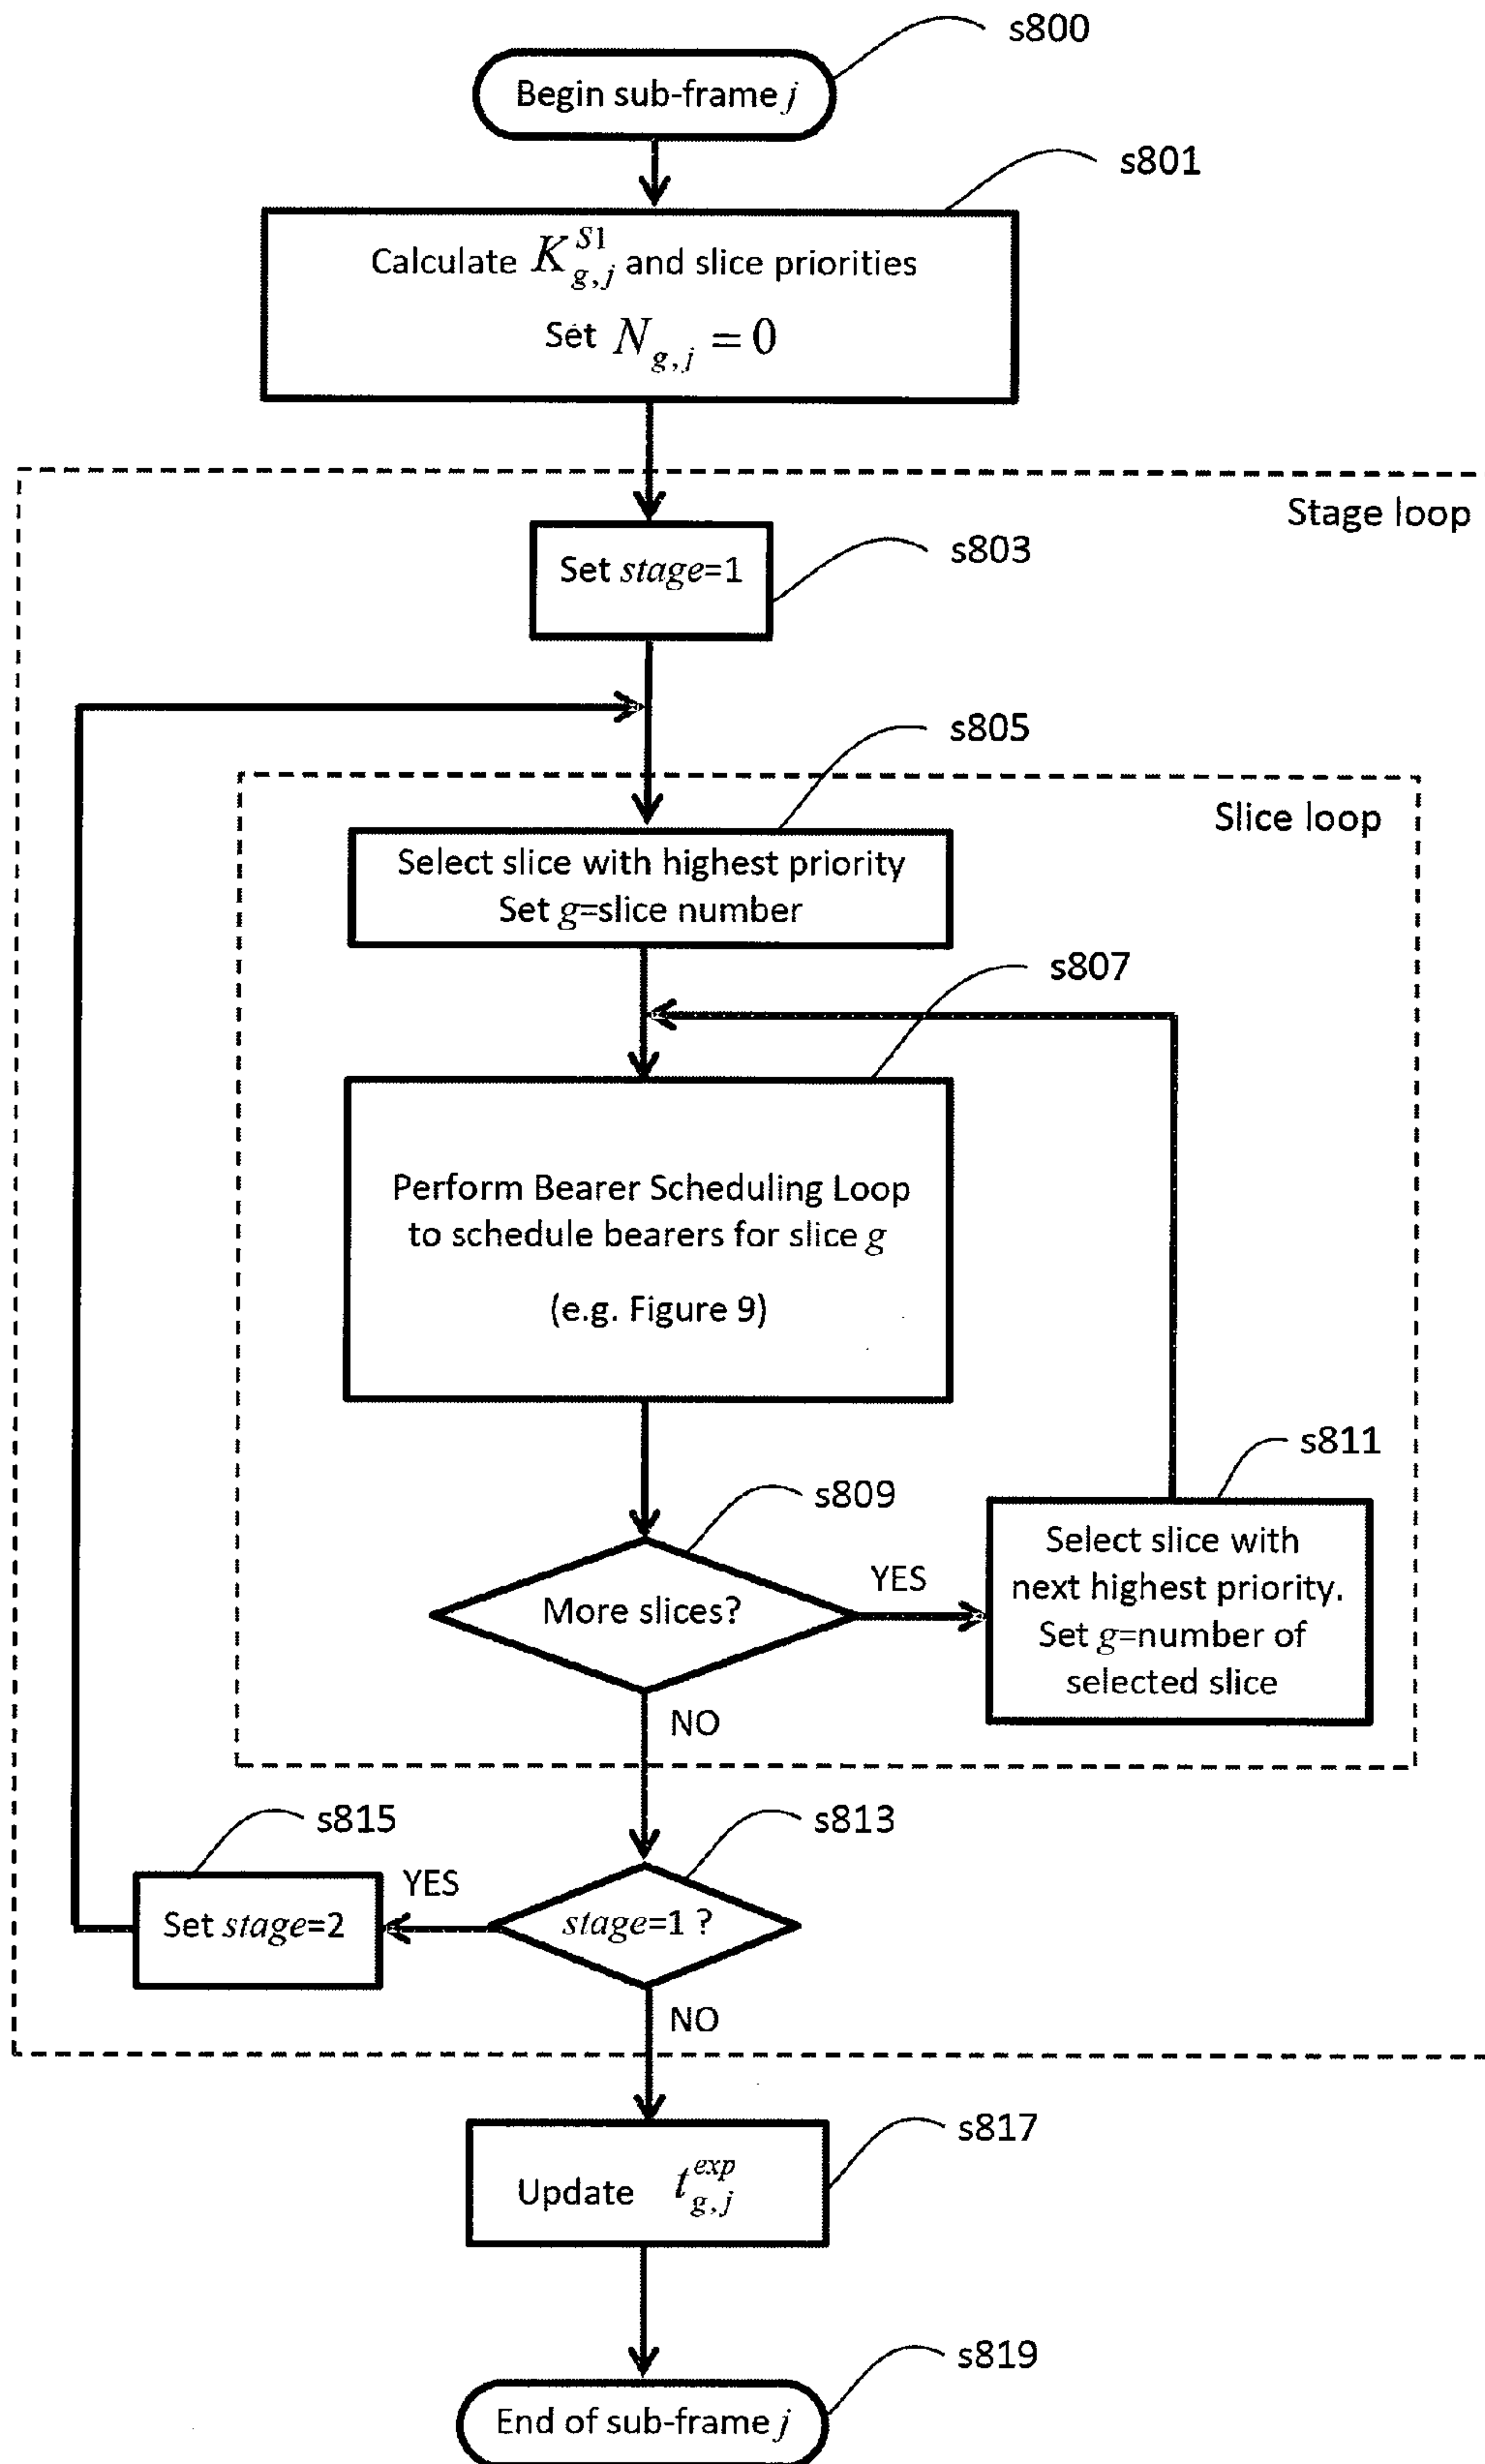 s800
Begin sub-frame j
s801
Calculate K_{g,j}^{S1} and slice priorities
Set N_{g,j} = 0
Stage loop
s803
Set stage=1
s805
Slice loop
Select slice with highest priority
Set g=slice number
s807
Perform Bearer Scheduling Loop
to schedule bearers for slice g
(e.g. Figure 9)
s809
More slices?
YES
s811
Select slice with
next highest priority.
Set g=number of
selected slice
NO
s813
stage=1 ?
YES
s815
Set stage=2
NO
s817
Update t_{g,j}^{exp}
s819
End of sub-frame j